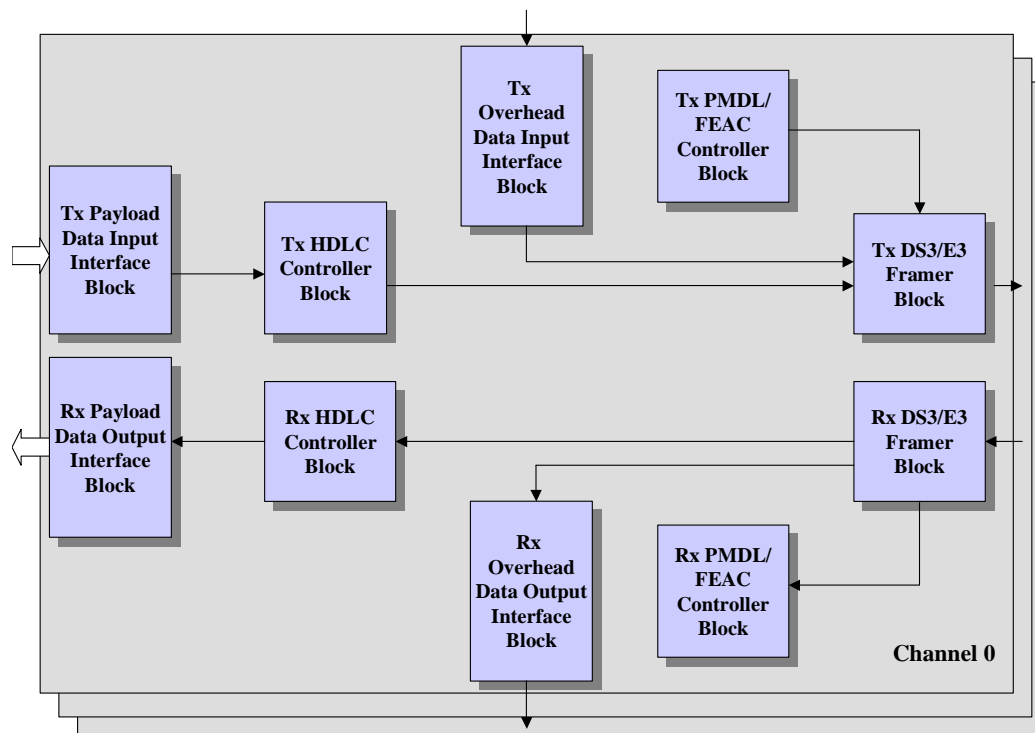 Tx
Overhead
Data Input
Interface
Block
Tx PMDL/
FEAC
Controller
Block
Tx Payload
Data Input
Interface
Block
Tx HDLC
Controller
Block
Tx DS3/E3
Framer
Block
Rx Payload
Data Output
Interface
Block
Rx HDLC
Controller
Block
Rx DS3/E3
Framer
Block
Rx
Overhead
Data Output
Interface
Block
Rx PMDL/
FEAC
Controller
Block
Channel 0